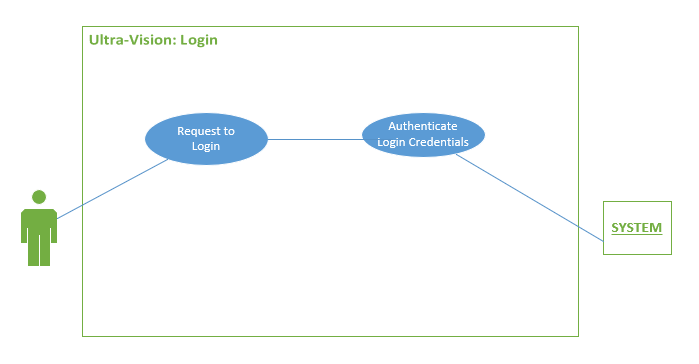 Ultra-Vision: Login
Request to
Login
Authenticate
Login Credentials
SYSTEM